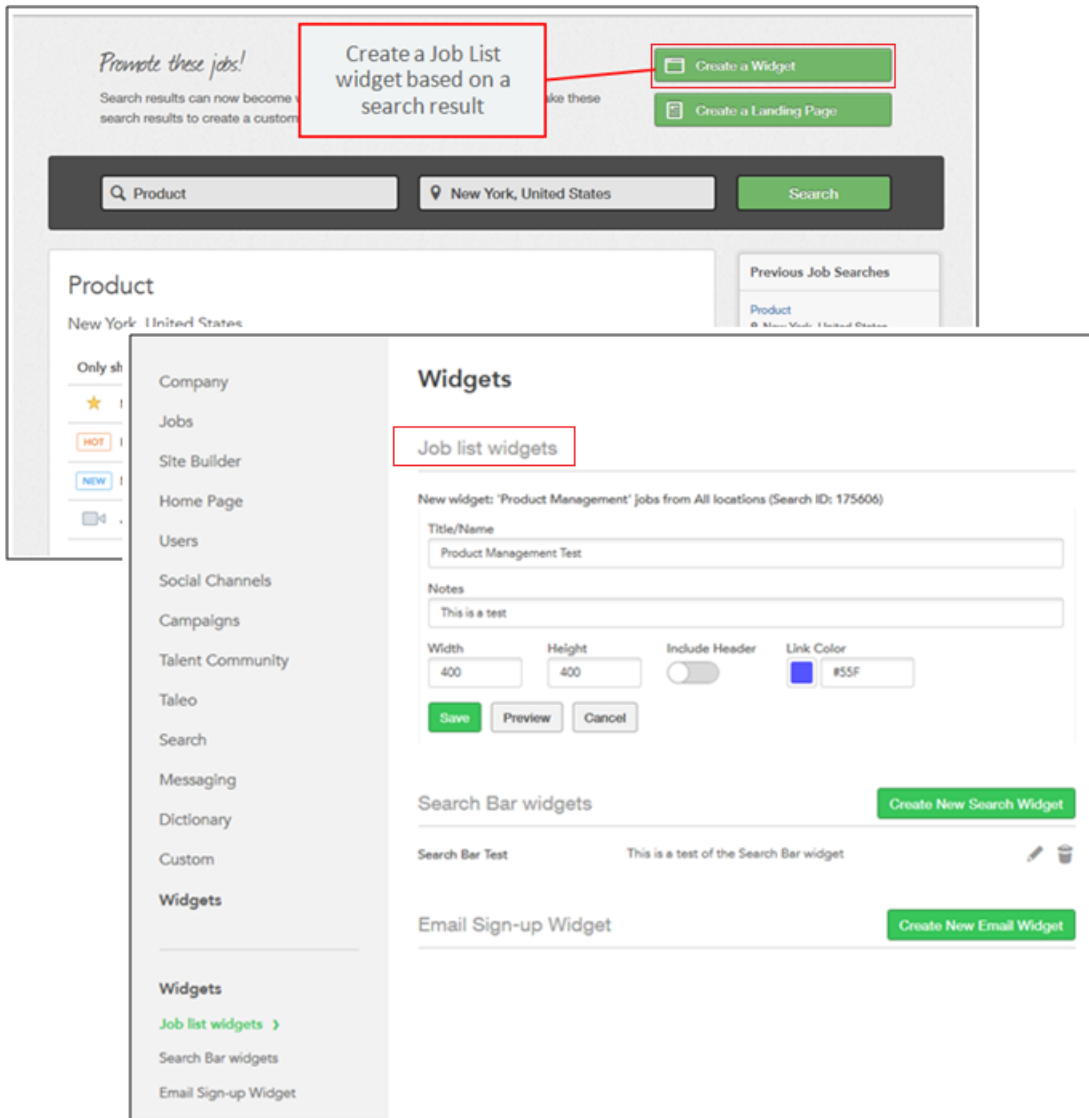 Promote these jobs!
Search results can now become
ake these
search results to create a custom
Create a Job List
widget based on a
search result
Create a Widget
Create a Landing Page
Product
New York, United States
Search
Product
New York, United States
Previous Job Searches
Product
New York, United States
Only sh
HOT
NEW
Company
Jobs
Site Builder
Home Page
Users
Social Channels
Campaigns
Talent Community
Taleo
Search
Messaging
Dictionary
Custom
Widgets
Widgets
Job list widgets
Search Bar widgets
Email Sign-up Widget
Widgets
Job list widgets
New widget: 'Product Management' jobs from All locations (Search ID: 175606)
Title/Name
Product Management Test
Notes
This is a test
Width Height Include Header Link Color
400 400 #55F
Save Preview Cancel
Search Bar widgets Create New Search Widget
Search Bar Test This is a test of the Search Bar widget
Email Sign-up Widget Create New Email Widget